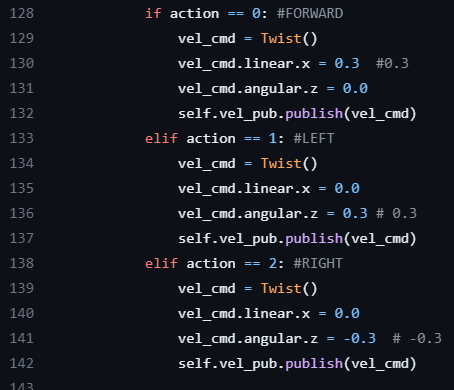 128 if action == 0: #FORWARD
129 vel_cmd = Twist()
130 vel_cmd.linear.x = 0.3  #0.3
131 vel_cmd.angular.z = 0.0
132 self.vel_pub.publish(vel_cmd)
133 elif action == 1: #LEFT
134 vel_cmd = Twist()
135 vel_cmd.linear.x = 0.0
136 vel_cmd.angular.z = 0.3 # 0.3
137 self.vel_pub.publish(vel_cmd)
138 elif action == 2: #RIGHT
139 vel_cmd = Twist()
140 vel_cmd.linear.x = 0.0
141 vel_cmd.angular.z = -0.3  # -0.3
142 self.vel_pub.publish(vel_cmd)
143